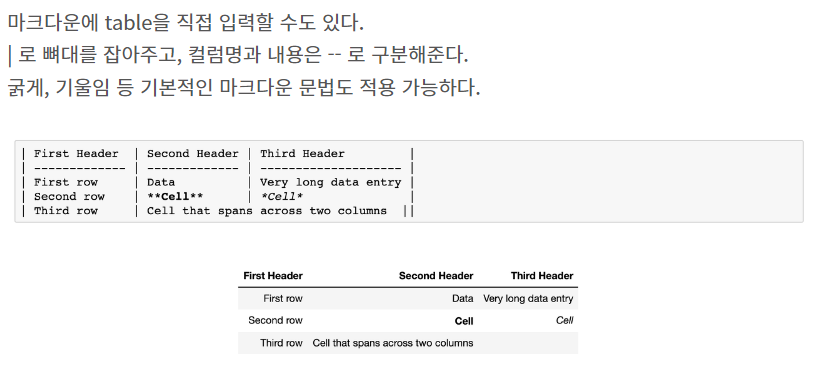 마크다운에 table을 직접 입력할 수도 있다.
| 로 뼈대를 잡아주고, 컬럼명과 내용은 -- 로 구분해준다.
굵게, 기울임 등 기본적인 마크다운 문법도 적용 가능하다.
| First Header  | Second Header | Third Header         |
| ------------- | ------------- | -------------------- |
| First row     | Data          | Very long data entry |
| Second row    | **Cell**      | *Cell*               |
| Third row     | Cell that spans across two columns  ||
First Header Second Header Third Header
First row Data Very long data entry
Second row Cell Cell
Third row Cell that spans across two columns